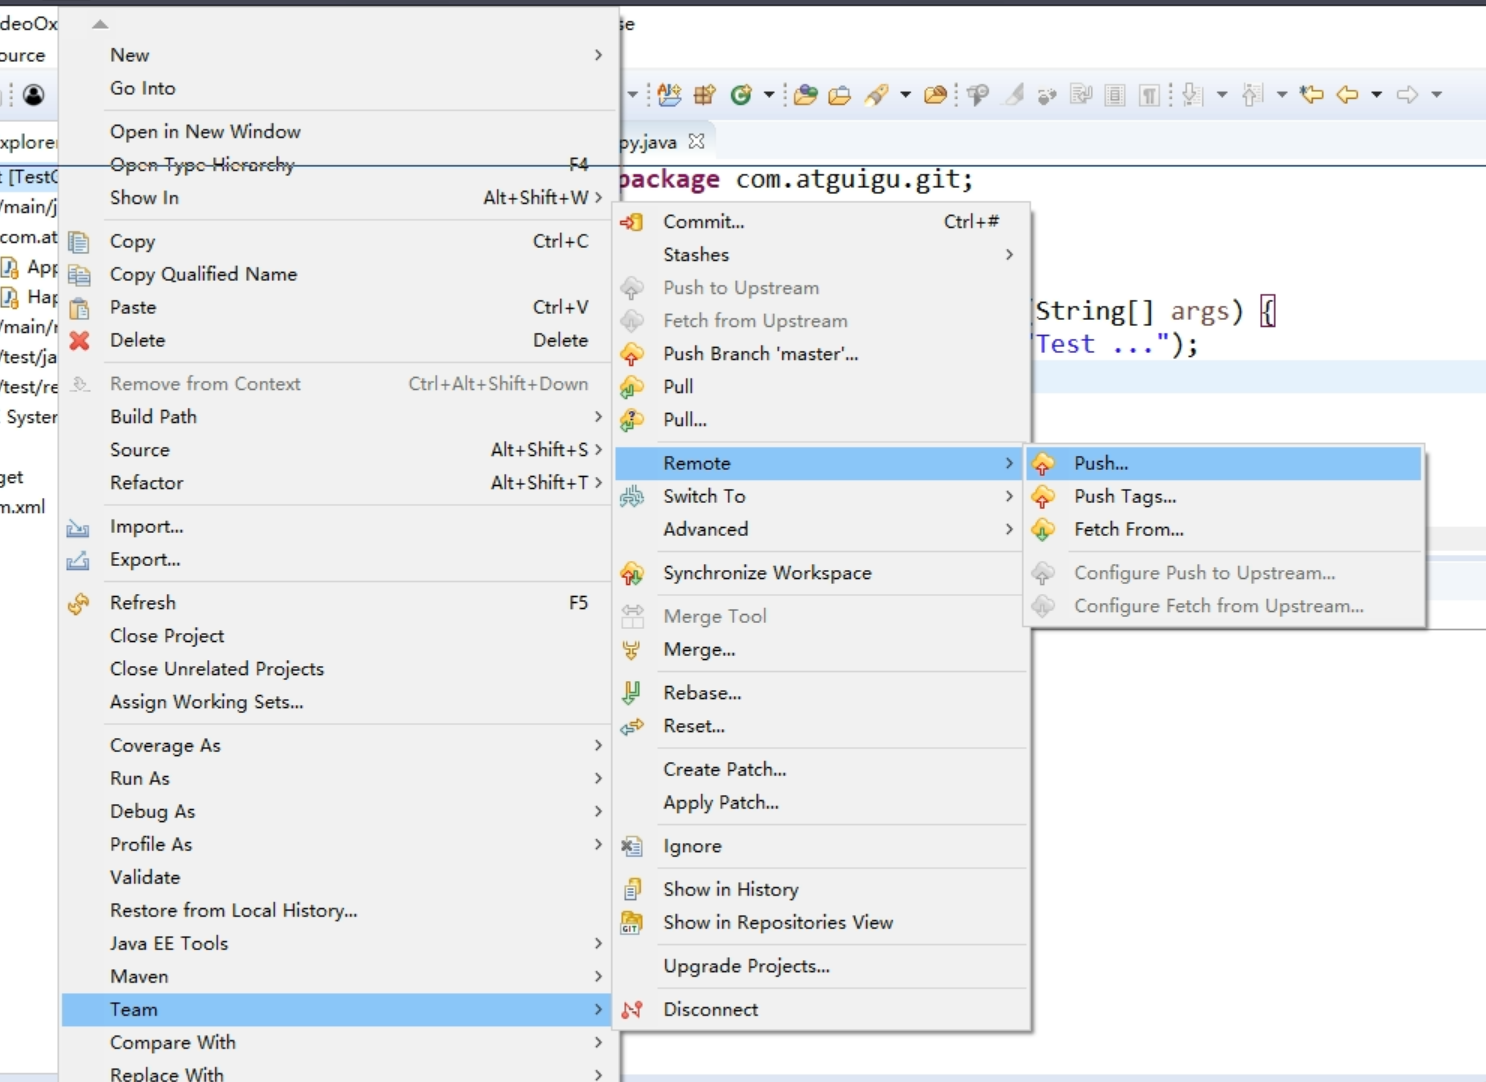 deoOx
se
ource
xplorer
py.java
t [TestG
/main/j
com.at
App
Hap
/main/r
/test/ja
/test/re
Syster
get
m.xml
New
Go Into
Open in New Window
Open Type Hierarchy F4
Show In Alt+Shift+W
Copy Ctrl+C
Copy Qualified Name
Paste Ctrl+V
Delete Delete
Remove from Context Ctrl+Alt+Shift+Down
Build Path
Source Alt+Shift+S
Refactor Alt+Shift+T
Import...
Export...
Refresh F5
Close Project
Close Unrelated Projects
Assign Working Sets...
Coverage As
Run As
Debug As
Profile As
Validate
Restore from Local History...
Java EE Tools
Maven
Team
Compare With
Replace With
package com.atguigu.git;
(String[] args) {
"Test ...");
Commit... Ctrl+#
Stashes
Push to Upstream
Fetch from Upstream
Push Branch 'master'...
Pull
Pull...
Remote
Switch To
Advanced
Synchronize Workspace
Merge Tool
Merge...
Rebase...
Reset...
Create Patch...
Apply Patch...
Ignore
Show in History
GIT
Show in Repositories View
Upgrade Projects...
Disconnect
Push...
Push Tags...
Fetch From...
Configure Push to Upstream...
Configure Fetch from Upstream...